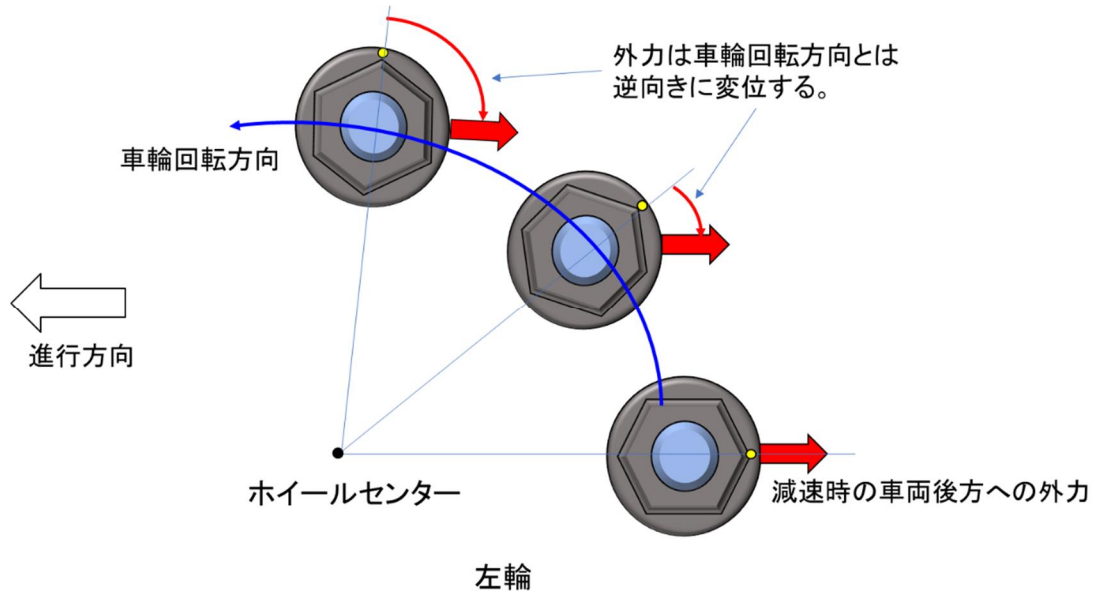 外力は車輪回転方向とは
逆向きに変位する。
車輪回転方向
進行方向
ホイールセンター
減速時の車両後方への外力
左輪